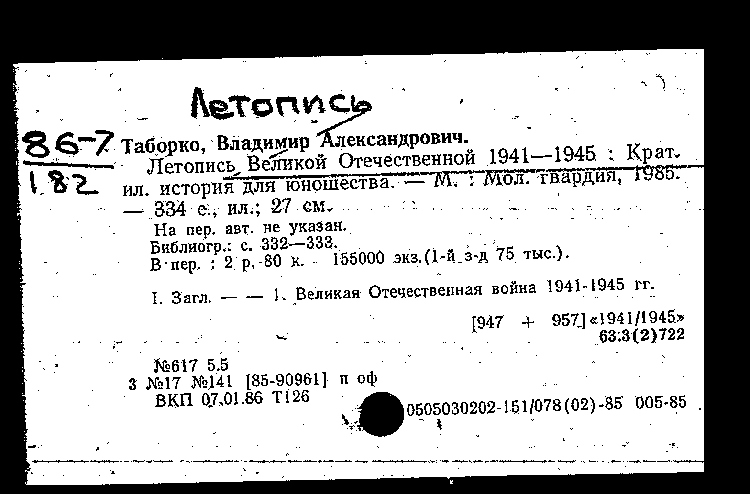 Летопись
86-7
182
Таборко, Владимир Александрович.
Летопись Великой Отечественной 1941—1945 : Крат.
ил. история для юношества. — М. : Мол. гвардия, 1985.
— 334 с., ил.; 27 см.
На пер. авт. не указан.
Библиогр.: с. 332—333.
В пер. : 2 р. 80 к. 155000 экз. (1-й з-д 75 тыс.).
I. Загл. — — 1. Великая Отечественная война 1941-1945 гг.
[947 + 957] «1941/1945»
63.3(2)722
№617 5.5
3 №17 №141 [85-90961] п оф
ВКП 07.01.86 Т126
0505030202-151/078(02)-85 005-85